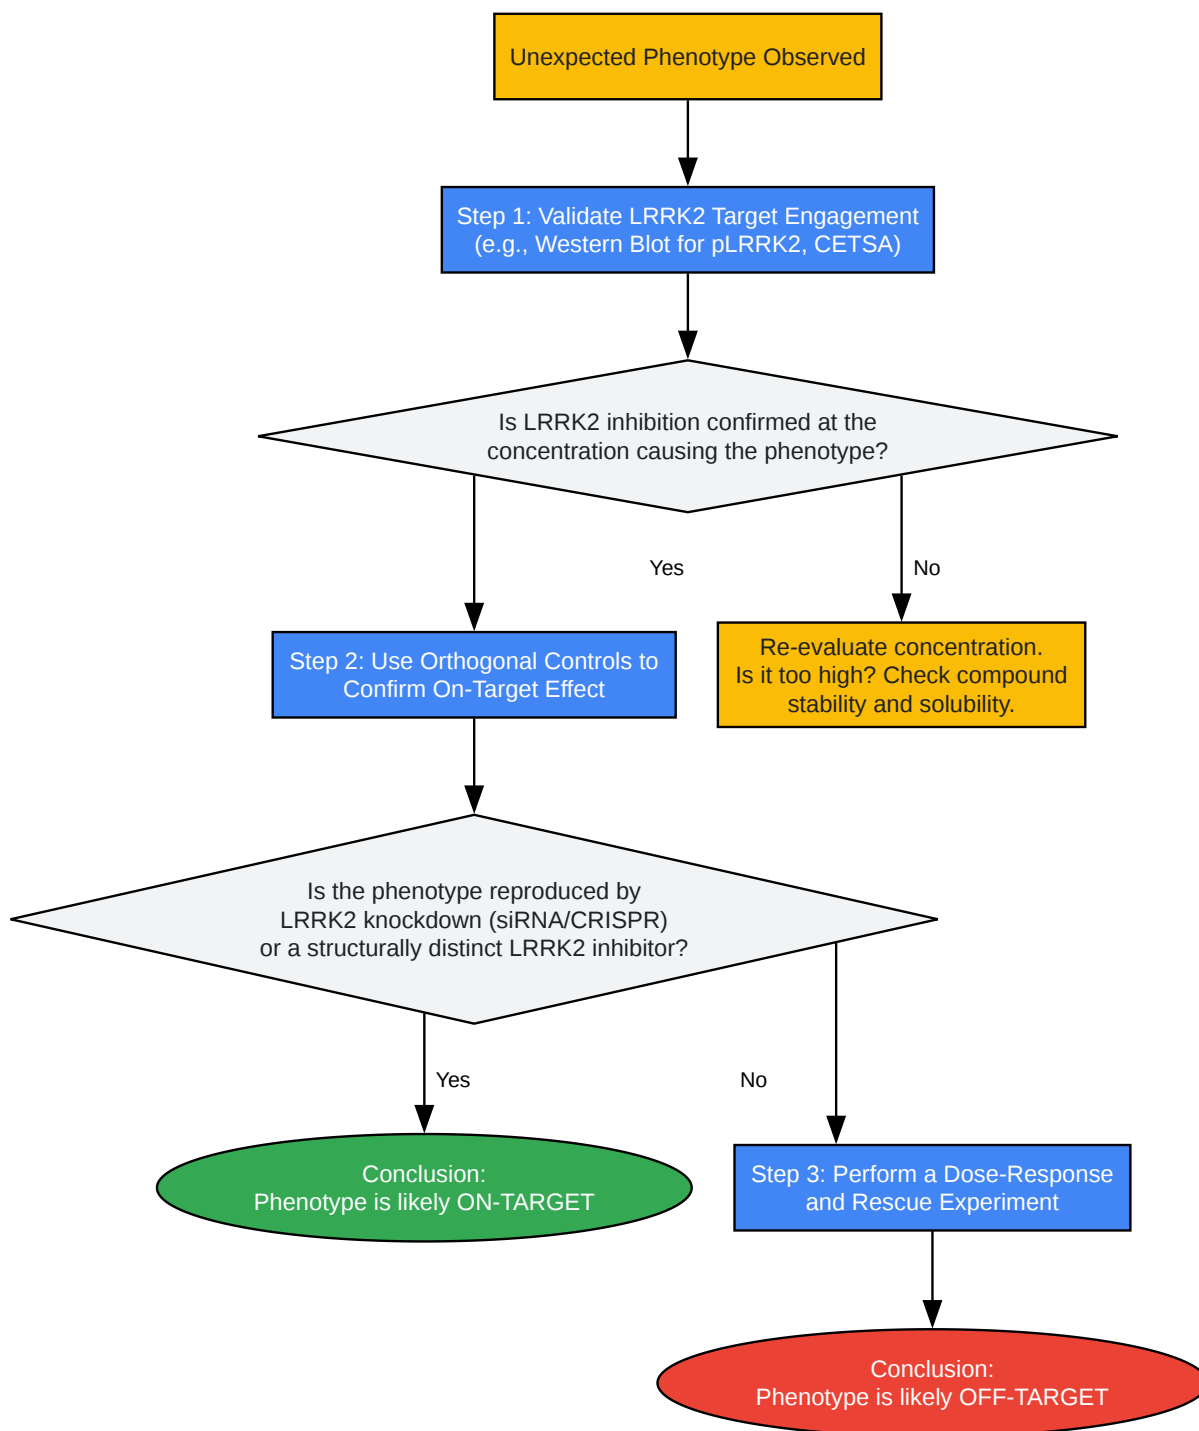 Unexpected Phenotype Observed
Step 1: Validate LRRK2 Target Engagement
(e.g., Western Blot for pLRRK2, CETSA)
Is LRRK2 inhibition confirmed at the
concentration causing the phenotype?
Yes
No
Step 2: Use Orthogonal Controls to
Confirm On-Target Effect
Re-evaluate concentration.
Is it too high? Check compound
stability and solubility.
Is the phenotype reproduced by
LRRK2 knockdown (siRNA/CRISPR)
or a structurally distinct LRRK2 inhibitor?
Yes
No
Conclusion:
Phenotype is likely ON-TARGET
Step 3: Perform a Dose-Response
and Rescue Experiment
Conclusion:
Phenotype is likely OFF-TARGET